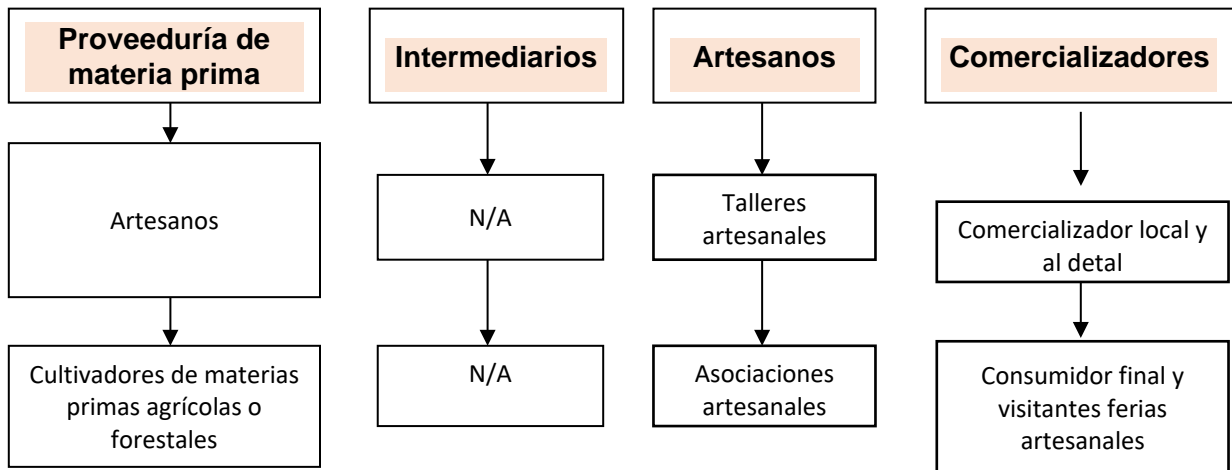 Proveeduría de
materia prima
Intermediarios
Artesanos
Comercializadores
Artesanos
N/A
Talleres
artesanales
Comercializador local y
al detal
Cultivadores de materias
primas agrícolas o
forestales
N/A
Asociaciones
artesanales
Consumidor final y
visitantes ferias
artesanales